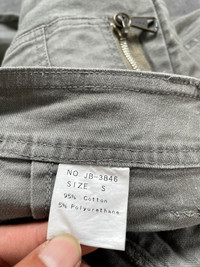 NO. JB-3846
SIZE S
95% Cotton
5% Polyurethane